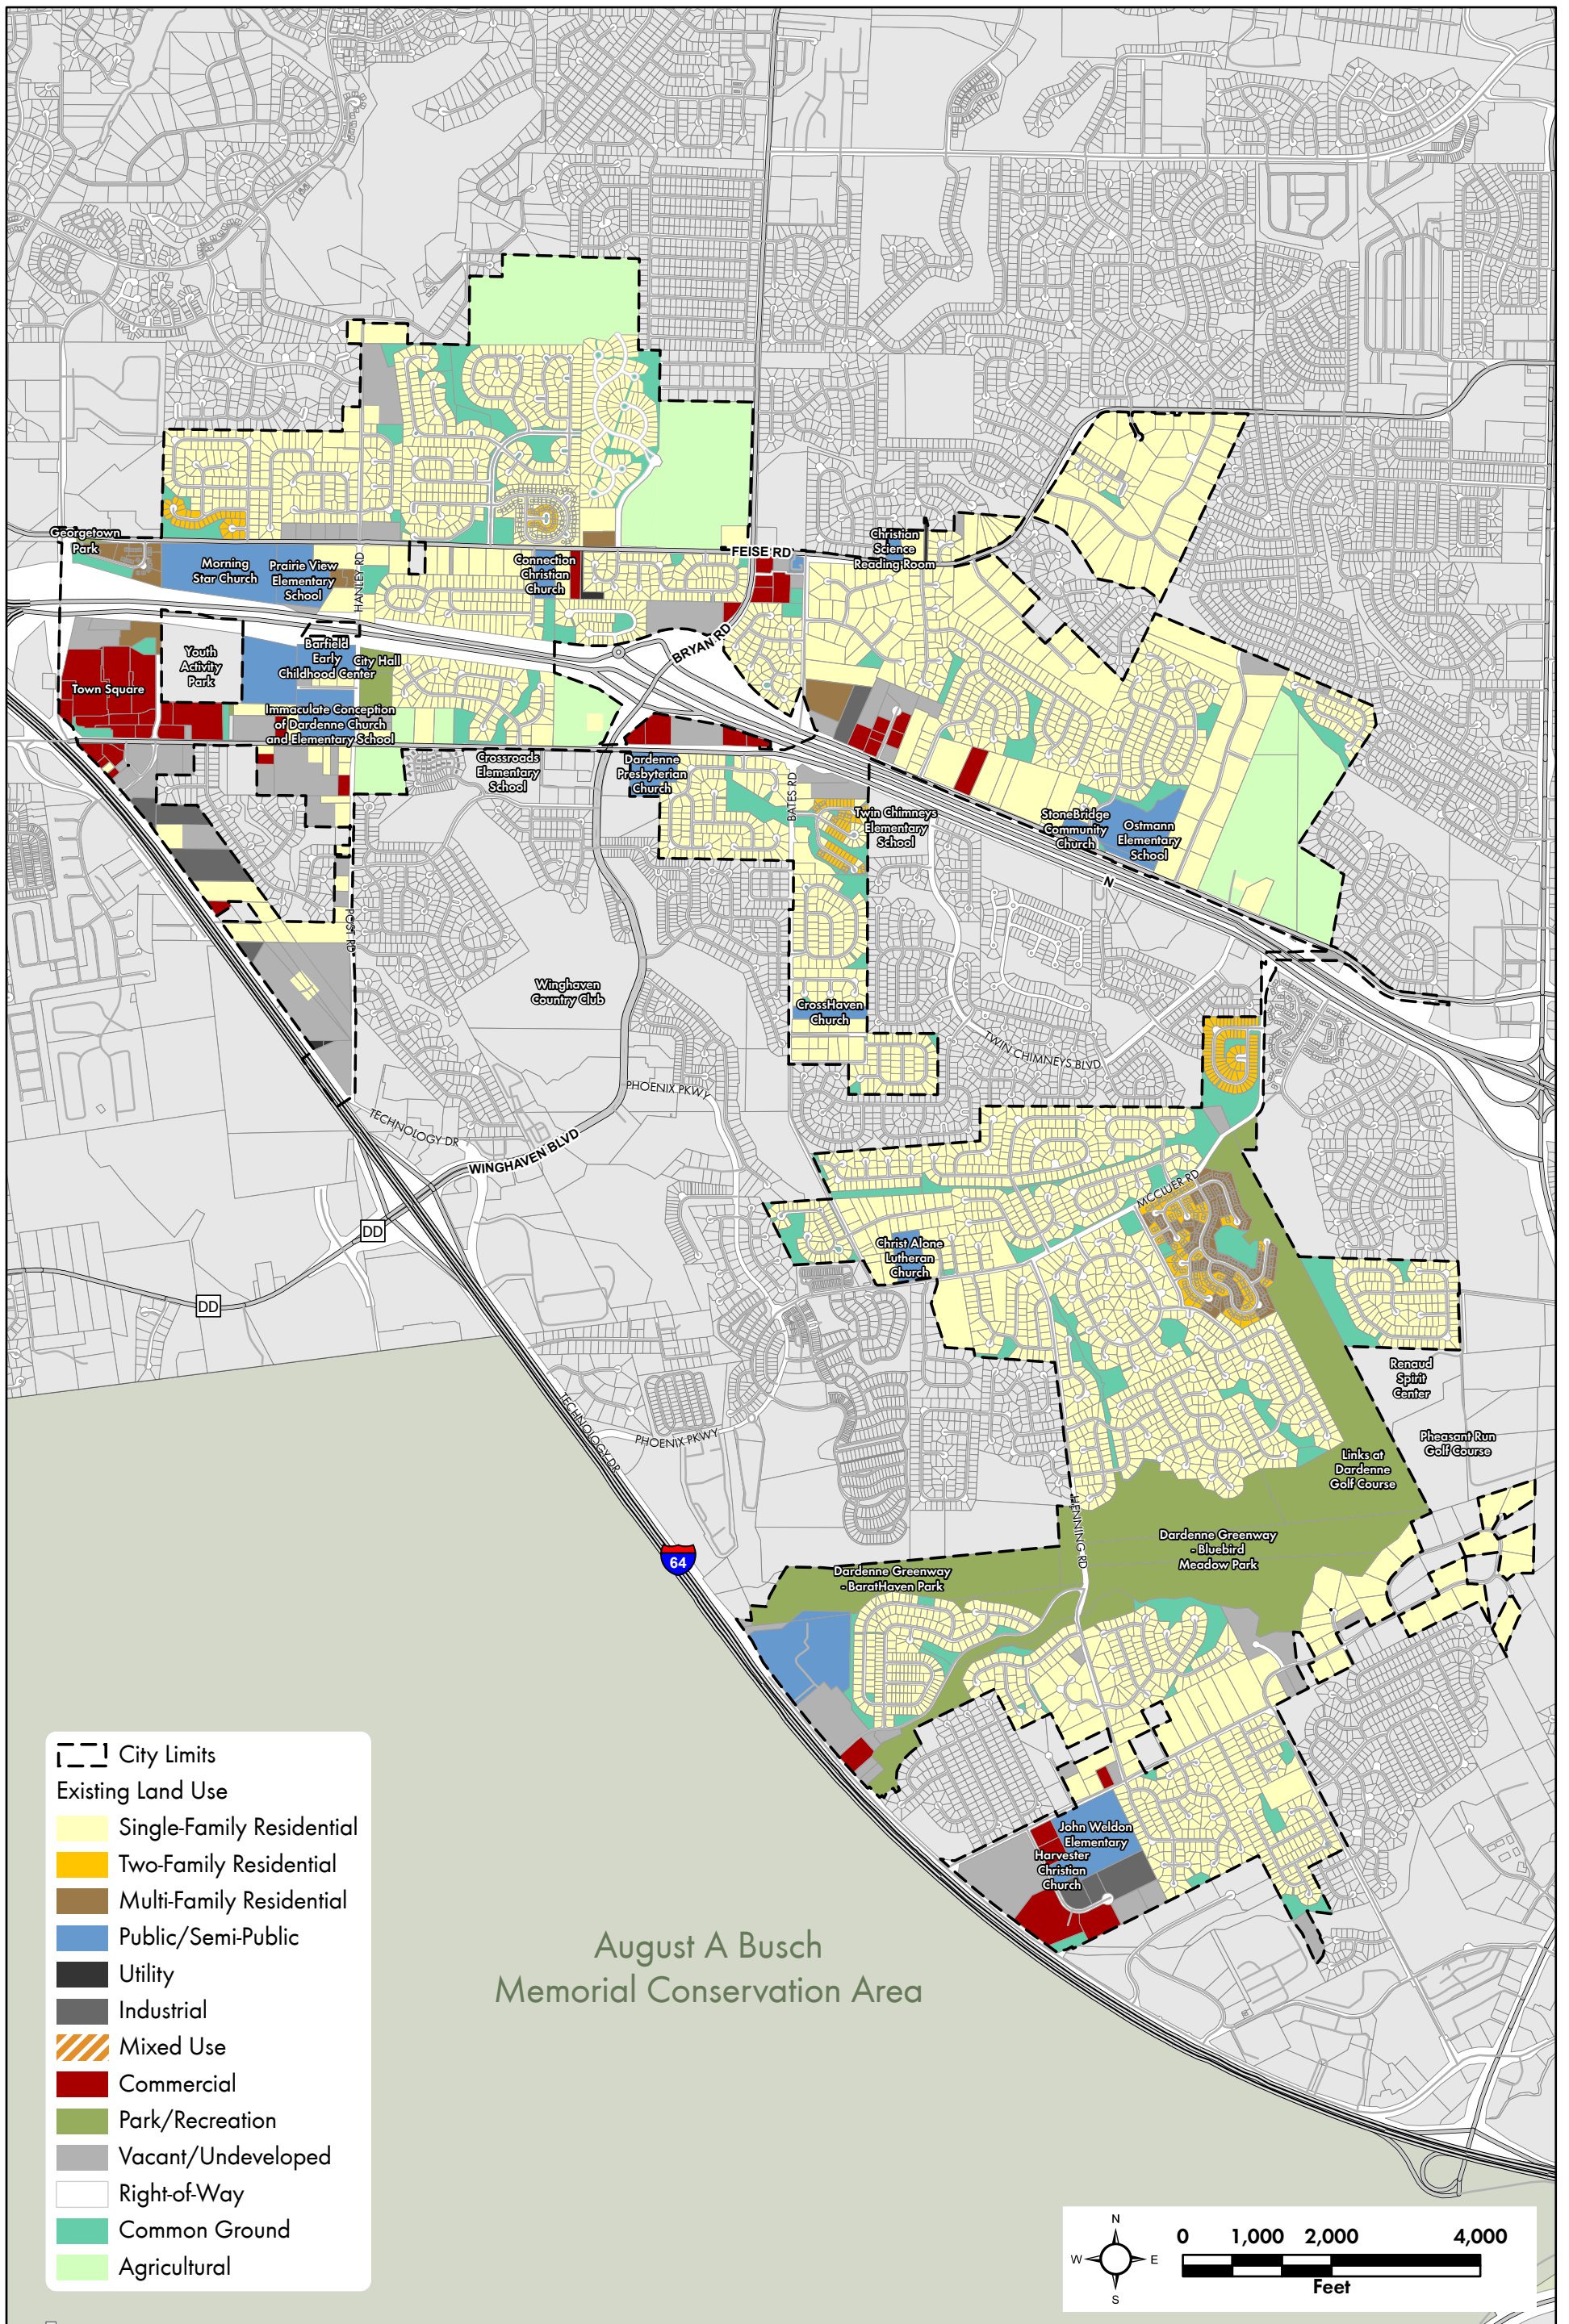 Georgetown
Park
Morning
Star Church
Prairie View
Elementary
School
HANLEY RD
Connection
Christian
Church
FEISE RD
Christian
Science
Reading Room
BRYAN RD
Youth
Activity
Park
Barfield
Early
Childhood Center
City Hall
Town Square
Immaculate Conception
of Dardenne Church
and Elementary School
Crossroads
Elementary
School
Dardenne
Presbyterian
Church
BATES RD
Twin Chimneys
Elementary
School
StoneBridge
Community
Church
Ostmann
Elementary
School
N
POST RD
Winghaven
Country Club
CrossHaven
Church
TWIN CHIMNEYS BLVD
PHOENIX PKWY
TECHNOLOGY DR
WINGHAVEN BLVD
DD
DD
MCCLUER RD
Christ Alone
Lutheran
Church
Renaud
Spirit
Center
Pheasant Run
Golf Course
Links at
Dardenne
Golf Course
TECHNOLOGY DR
PHOENIX PKWY
HENNING RD
64
Dardenne Greenway
- Bluebird
Meadow Park
Dardenne Greenway
- BaratHaven Park
John Weldon
Elementary
Harvester
Christian
Church
August A Busch
Memorial Conservation Area
City Limits
Existing Land Use
Single-Family Residential
Two-Family Residential
Multi-Family Residential
Public/Semi-Public
Utility
Industrial
Mixed Use
Commercial
Park/Recreation
Vacant/Undeveloped
Right-of-Way
Common Ground
Agricultural
N
W E
S
0 1,000 2,000 4,000
Feet